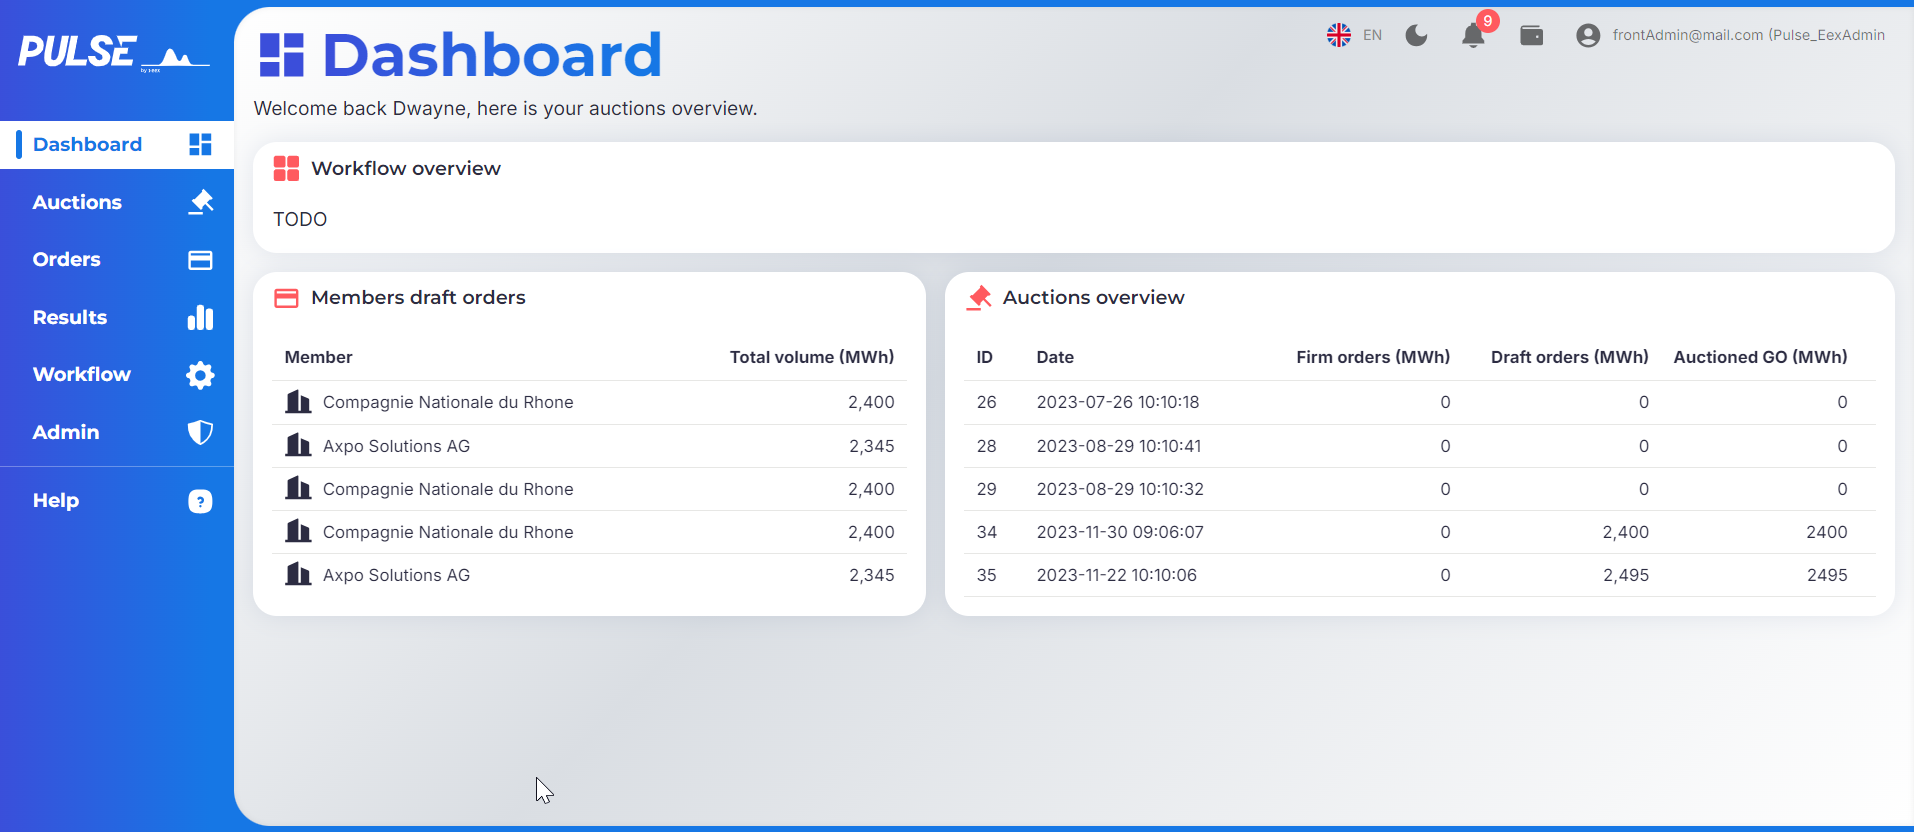 PULSE
Dashboard
Auctions
Orders
Results
Workflow
Admin
Help
Dashboard
EN
9
frontAdmin@mail.com (Pulse_EexAdmin
Welcome back Dwayne, here is your auctions overview.
Workflow overview
TODO
Members draft orders
Member Total volume (MWh)
Compagnie Nationale du Rhone 2,400
Axpo Solutions AG 2,345
Compagnie Nationale du Rhone 2,400
Compagnie Nationale du Rhone 2,400
Axpo Solutions AG 2,345
Auctions overview
ID Date Firm orders (MWh) Draft orders (MWh) Auctioned GO (MWh)
26 2023-07-26 10:10:18 0 0 0
28 2023-08-29 10:10:41 0 0 0
29 2023-08-29 10:10:32 0 0 0
34 2023-11-30 09:06:07 0 2,400 2400
35 2023-11-22 10:10:06 0 2,495 2495